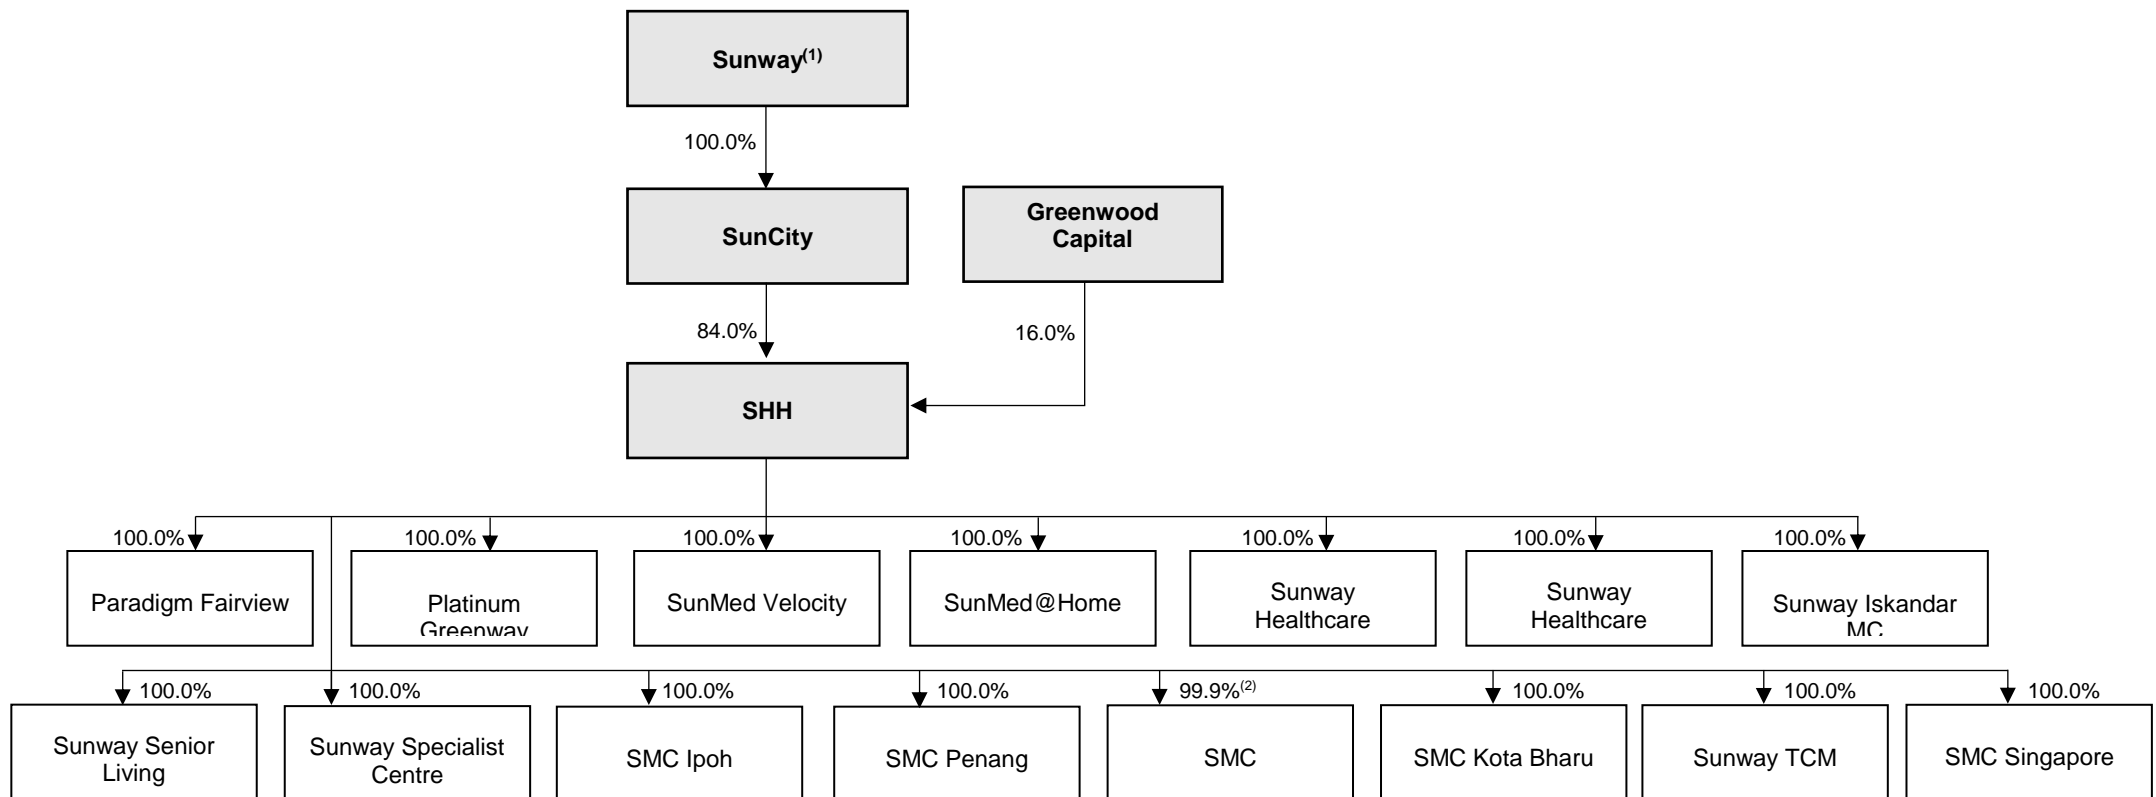 Sunway(1)
100.0%
SunCity
Greenwood
Capital
84.0%
16.0%
SHH
100.0%
100.0%
100.0%
100.0%
100.0%
100.0%
100.0%
Paradigm Fairview
Platinum
Greenway
SunMed Velocity
SunMed@Home
Sunway
Healthcare
Sunway
Healthcare
Sunway Iskandar
MC
100.0%
100.0%
100.0%
100.0%
99.9%(2)
100.0%
100.0%
100.0%
Sunway Senior
Living
Sunway Specialist
Centre
SMC Ipoh
SMC Penang
SMC
SMC Kota Bharu
Sunway TCM
SMC Singapore